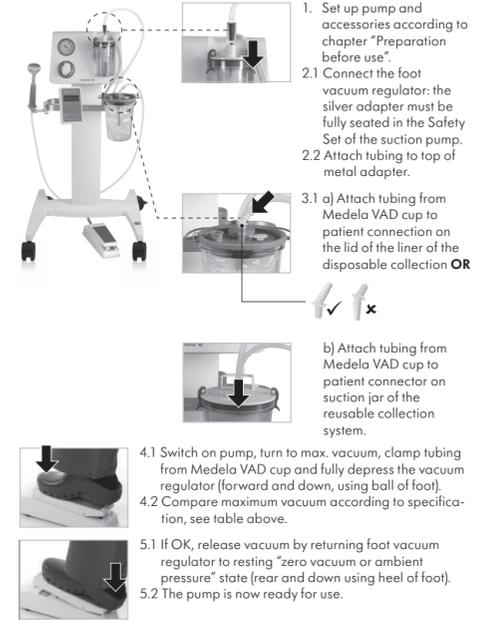 1. Set up pump and
accessories according to
chapter “Preparation
before use”.
2.1 Connect the foot
vacuum regulator: the
silver adapter must be
fully seated in the Safety
Set of the suction pump.
2.2 Attach tubing to top of
metal adapter.
3.1 a) Attach tubing from
Medela VAD cup to
patient connection on
the lid of the liner of the
disposable collection OR
b) Attach tubing from
Medela VAD cup to
patient connector on
suction jar of the
reusable collection
system.
4.1 Switch on pump, turn to max. vacuum, clamp tubing
from Medela VAD cup and fully depress the vacuum
regulator (forward and down, using ball of foot).
4.2 Compare maximum vacuum according to specifica-
tion, see table above.
5.1 If OK, release vacuum by returning foot vacuum
regulator to resting “zero vacuum or ambient
pressure” state (rear and down using heel of foot).
5.2 The pump is now ready for use.